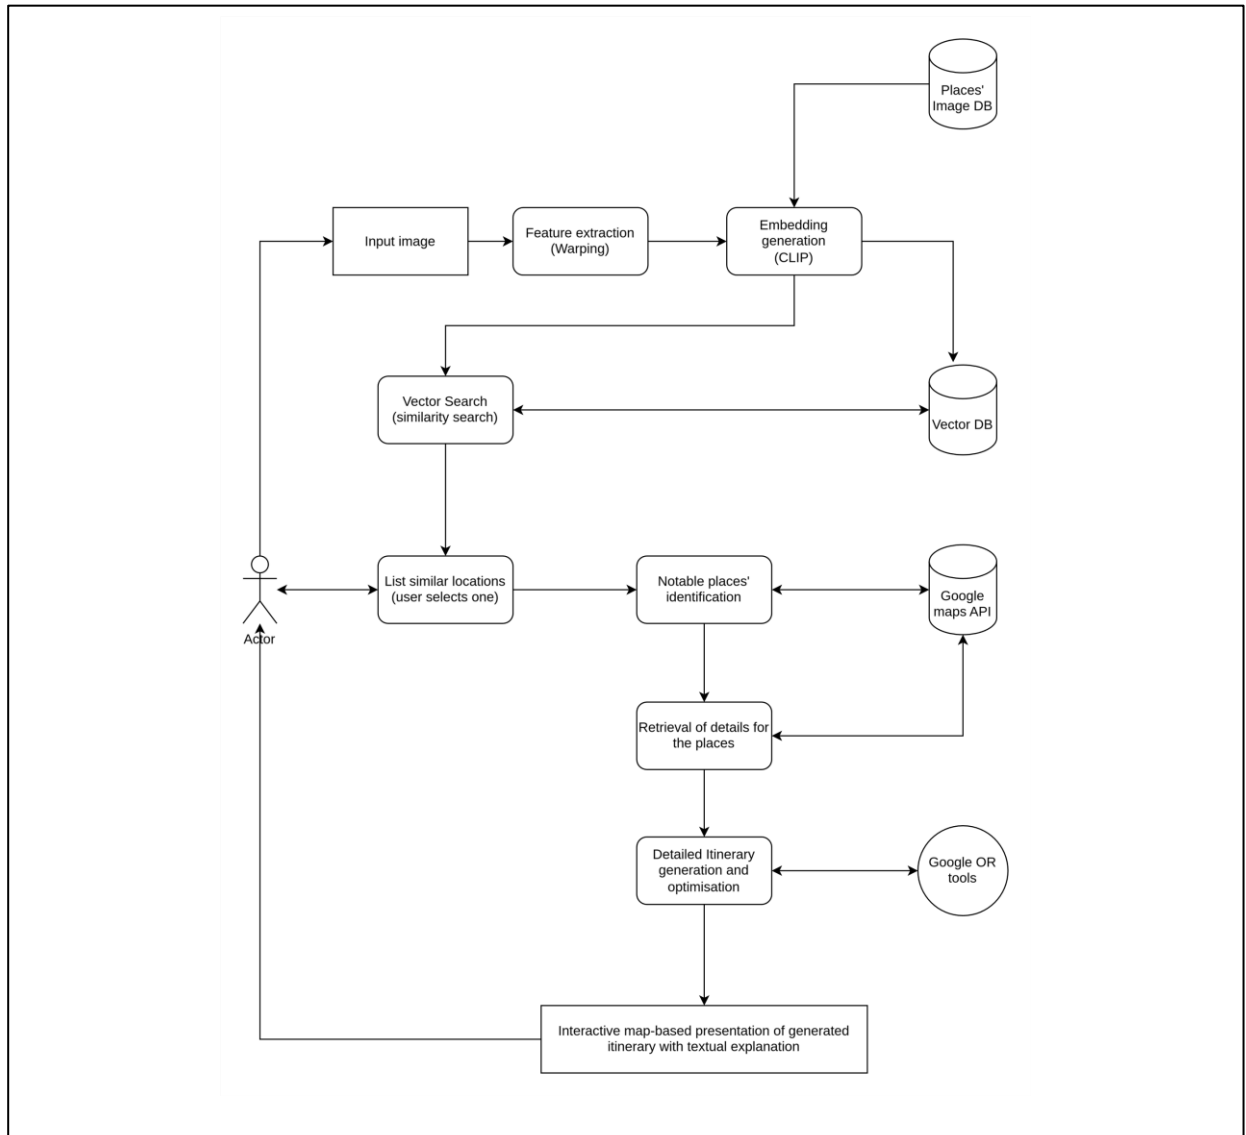 Places'
Image DB
Input image
Feature extraction
(Warping)
Embedding
generation
(CLIP)
Vector Search
(similarity search)
Vector DB
Actor
List similar locations
(user selects one)
Notable places'
identification
Google
maps API
Retrieval of details for
the places
Detailed Itinerary
generation and
optimisation
Google OR
tools
Interactive map-based presentation of generated
itinerary with textual explanation